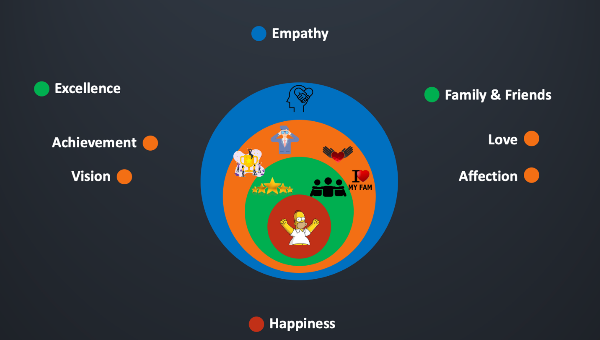 Empathy
Excellence
Family & Friends
Achievement
Love
Vision
Affection
I
MY FAM
Happiness